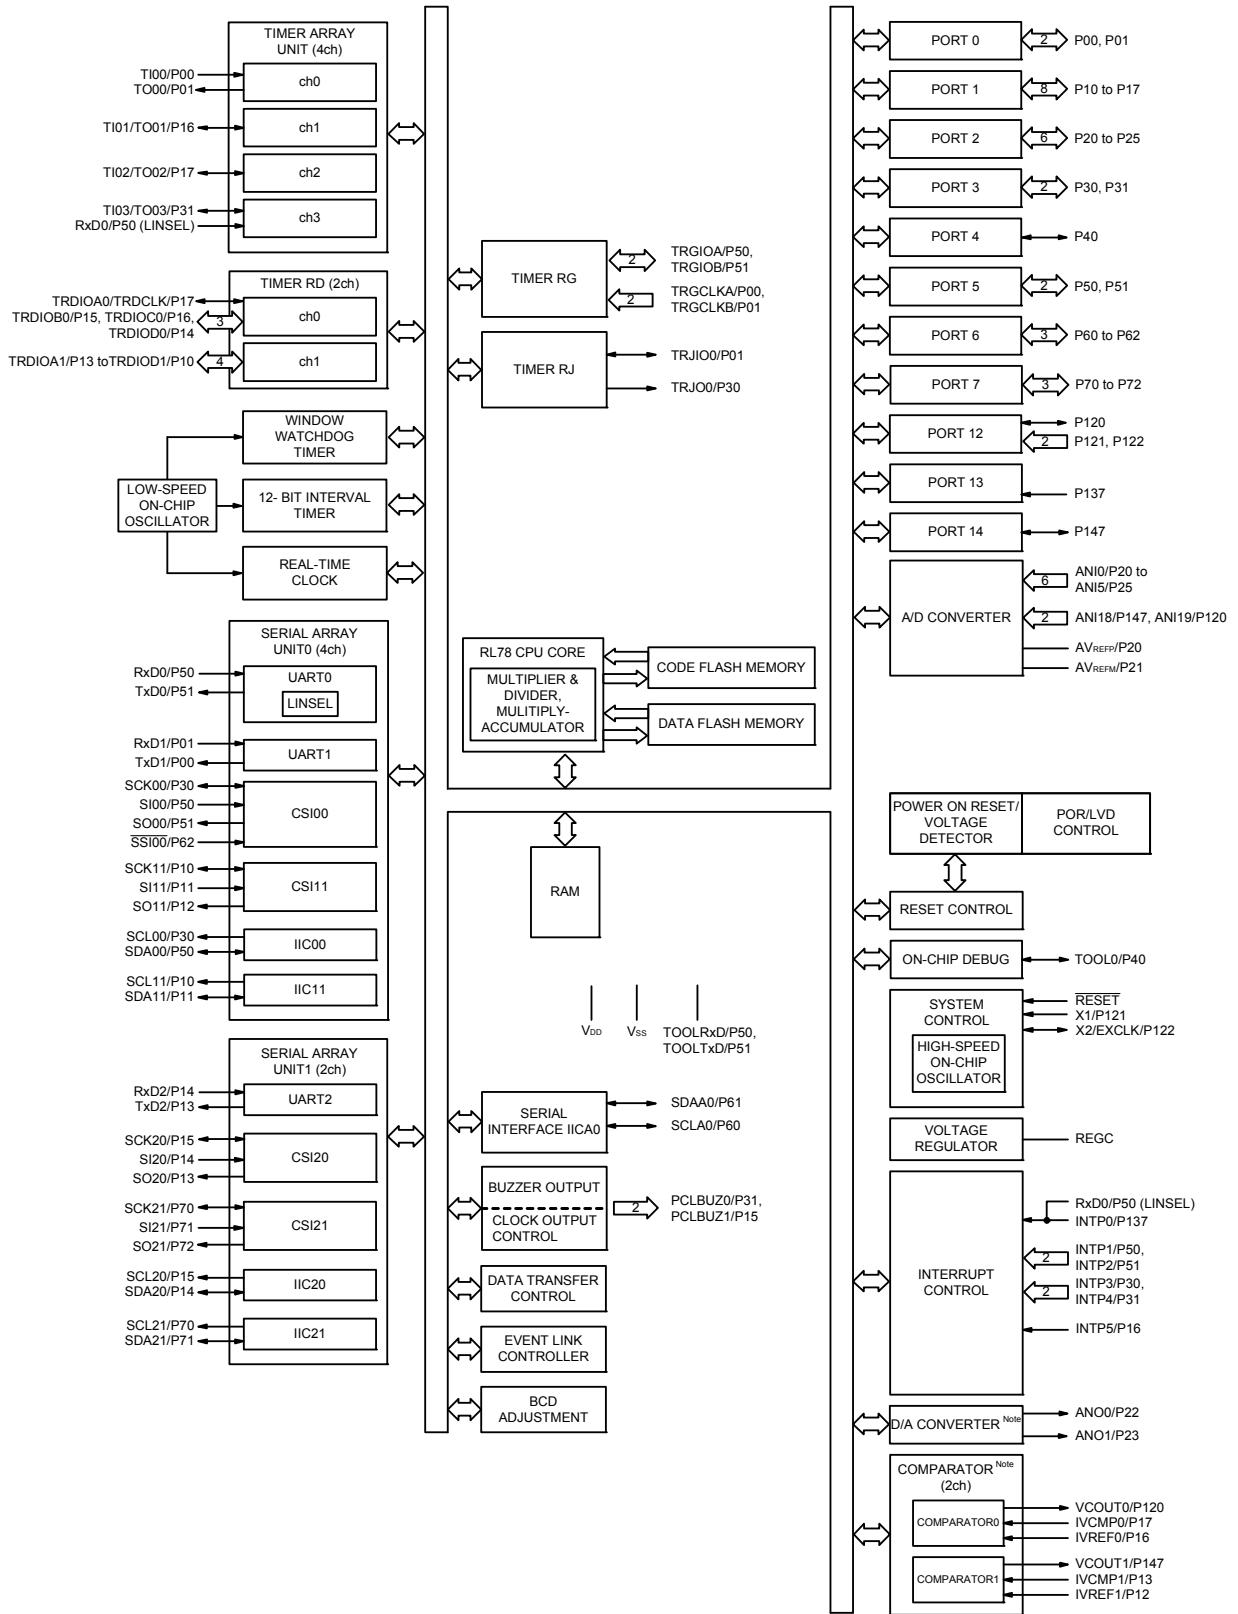 TIMER ARRAY
UNIT (4ch)
TI00/P00
TO00/P01
ch0
TI01/TO01/P16
ch1
TI02/TO02/P17
ch2
TI03/TO03/P31
RxD0/P50 (LINSEL)
ch3
TIMER RD (2ch)
TRDIOA0/TRDCLK/P17
TRDIOB0/P15, TRDIOC0/P16,
TRDIOD0/P14
3
ch0
TRDIOA1/P13 toTRDIOD1/P10
4
ch1
WINDOW
WATCHDOG
TIMER
LOW-SPEED
ON-CHIP
OSCILLATOR
12- BIT INTERVAL
TIMER
REAL-TIME
CLOCK
SERIAL ARRAY
UNIT0 (4ch)
RxD0/P50
TxD0/P51
UART0
LINSEL
RxD1/P01
TxD1/P00
UART1
SCK00/P30
SI00/P50
SO00/P51
SSI00/P62
CSI00
SCK11/P10
SI11/P11
SO11/P12
CSI11
SCL00/P30
SDA00/P50
IIC00
SCL11/P10
SDA11/P11
IIC11
SERIAL ARRAY
UNIT1 (2ch)
RxD2/P14
TxD2/P13
UART2
SCK20/P15
SI20/P14
SO20/P13
CSI20
SCK21/P70
SI21/P71
SO21/P72
CSI21
SCL20/P15
SDA20/P14
IIC20
SCL21/P70
SDA21/P71
IIC21
TIMER RG
2
TRGIOA/P50,
TRGIOB/P51
2
TRGCLKA/P00,
TRGCLKB/P01
TIMER RJ
TRJIO0/P01
TRJO0/P30
RL78 CPU CORE
MULTIPLIER &
DIVIDER,
MULITIPLY-
ACCUMULATOR
CODE FLASH MEMORY
DATA FLASH MEMORY
RAM
VDD
VSS
TOOLRxD/P50,
TOOLTxD/P51
SERIAL
INTERFACE IICA0
SDAA0/P61
SCLA0/P60
BUZZER OUTPUT
CLOCK OUTPUT
CONTROL
2
PCLBUZ0/P31,
PCLBUZ1/P15
DATA TRANSFER
CONTROL
EVENT LINK
CONTROLLER
BCD
ADJUSTMENT
PORT 0
2
P00, P01
PORT 1
8
P10 to P17
PORT 2
6
P20 to P25
PORT 3
2
P30, P31
PORT 4
P40
PORT 5
2
P50, P51
PORT 6
3
P60 to P62
PORT 7
3
P70 to P72
PORT 12
P120
2
P121, P122
PORT 13
P137
PORT 14
P147
A/D CONVERTER
6
ANI0/P20 to
ANI5/P25
2
ANI18/P147, ANI19/P120
AVREFP/P20
AVREFM/P21
POWER ON RESET/
VOLTAGE
DETECTOR
POR/LVD
CONTROL
RESET CONTROL
ON-CHIP DEBUG
TOOL0/P40
SYSTEM
CONTROL
HIGH-SPEED
ON-CHIP
OSCILLATOR
RESET
X1/P121
X2/EXCLK/P122
VOLTAGE
REGULATOR
REGC
INTERRUPT
CONTROL
RxD0/P50 (LINSEL)
INTP0/P137
2
INTP1/P50,
INTP2/P51
2
INTP3/P30,
INTP4/P31
INTP5/P16
D/A CONVERTER Note
ANO0/P22
ANO1/P23
COMPARATOR Note
(2ch)
COMPARATOR0
VCOUT0/P120
IVCMP0/P17
IVREF0/P16
COMPARATOR1
VCOUT1/P147
IVCMP1/P13
IVREF1/P12